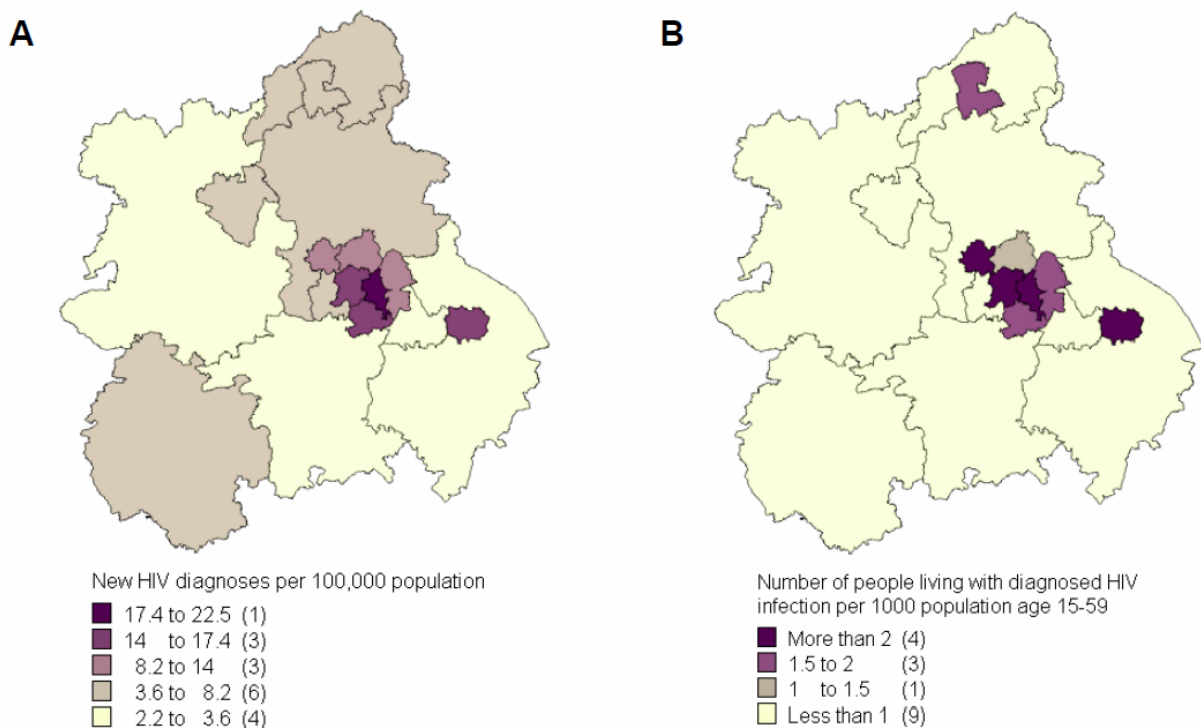 A
B
New HIV diagnoses per 100,000 population
17.4 to 22.5 (1)
14 to 17.4 (3)
8.2 to 14 (3)
3.6 to 8.2 (6)
2.2 to 3.6 (4)
Number of people living with diagnosed HIV
infection per 1000 population age 15-59
More than 2 (4)
1.5 to 2 (3)
1 to 1.5 (1)
Less than 1 (9)